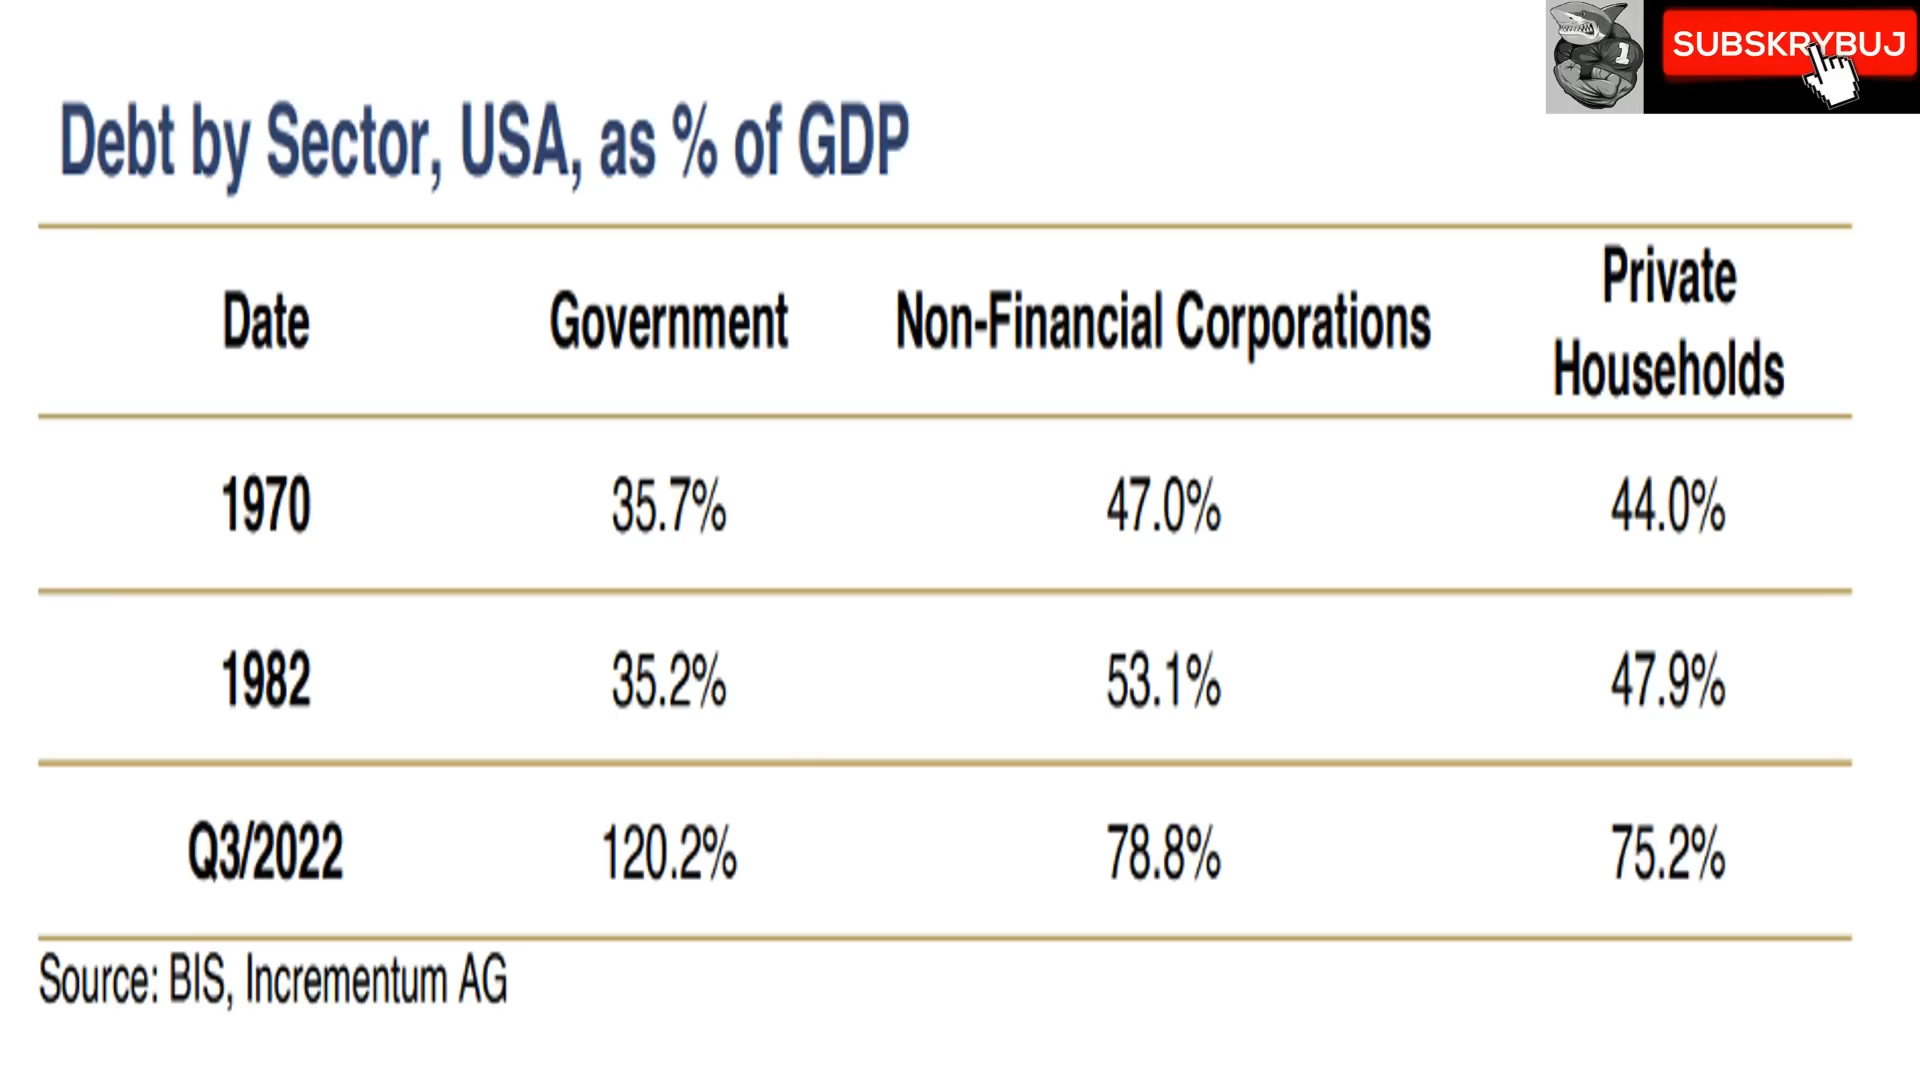 SUBSKRYBUJ
1
Debt by Sector, USA, as % of GDP
Date Government Non-Financial Corporations Private Households
1970 35.7% 47.0% 44.0%
1982 35.2% 53.1% 47.9%
Q3/2022 120.2% 78.8% 75.2%
Source: BIS, Incrementum AG